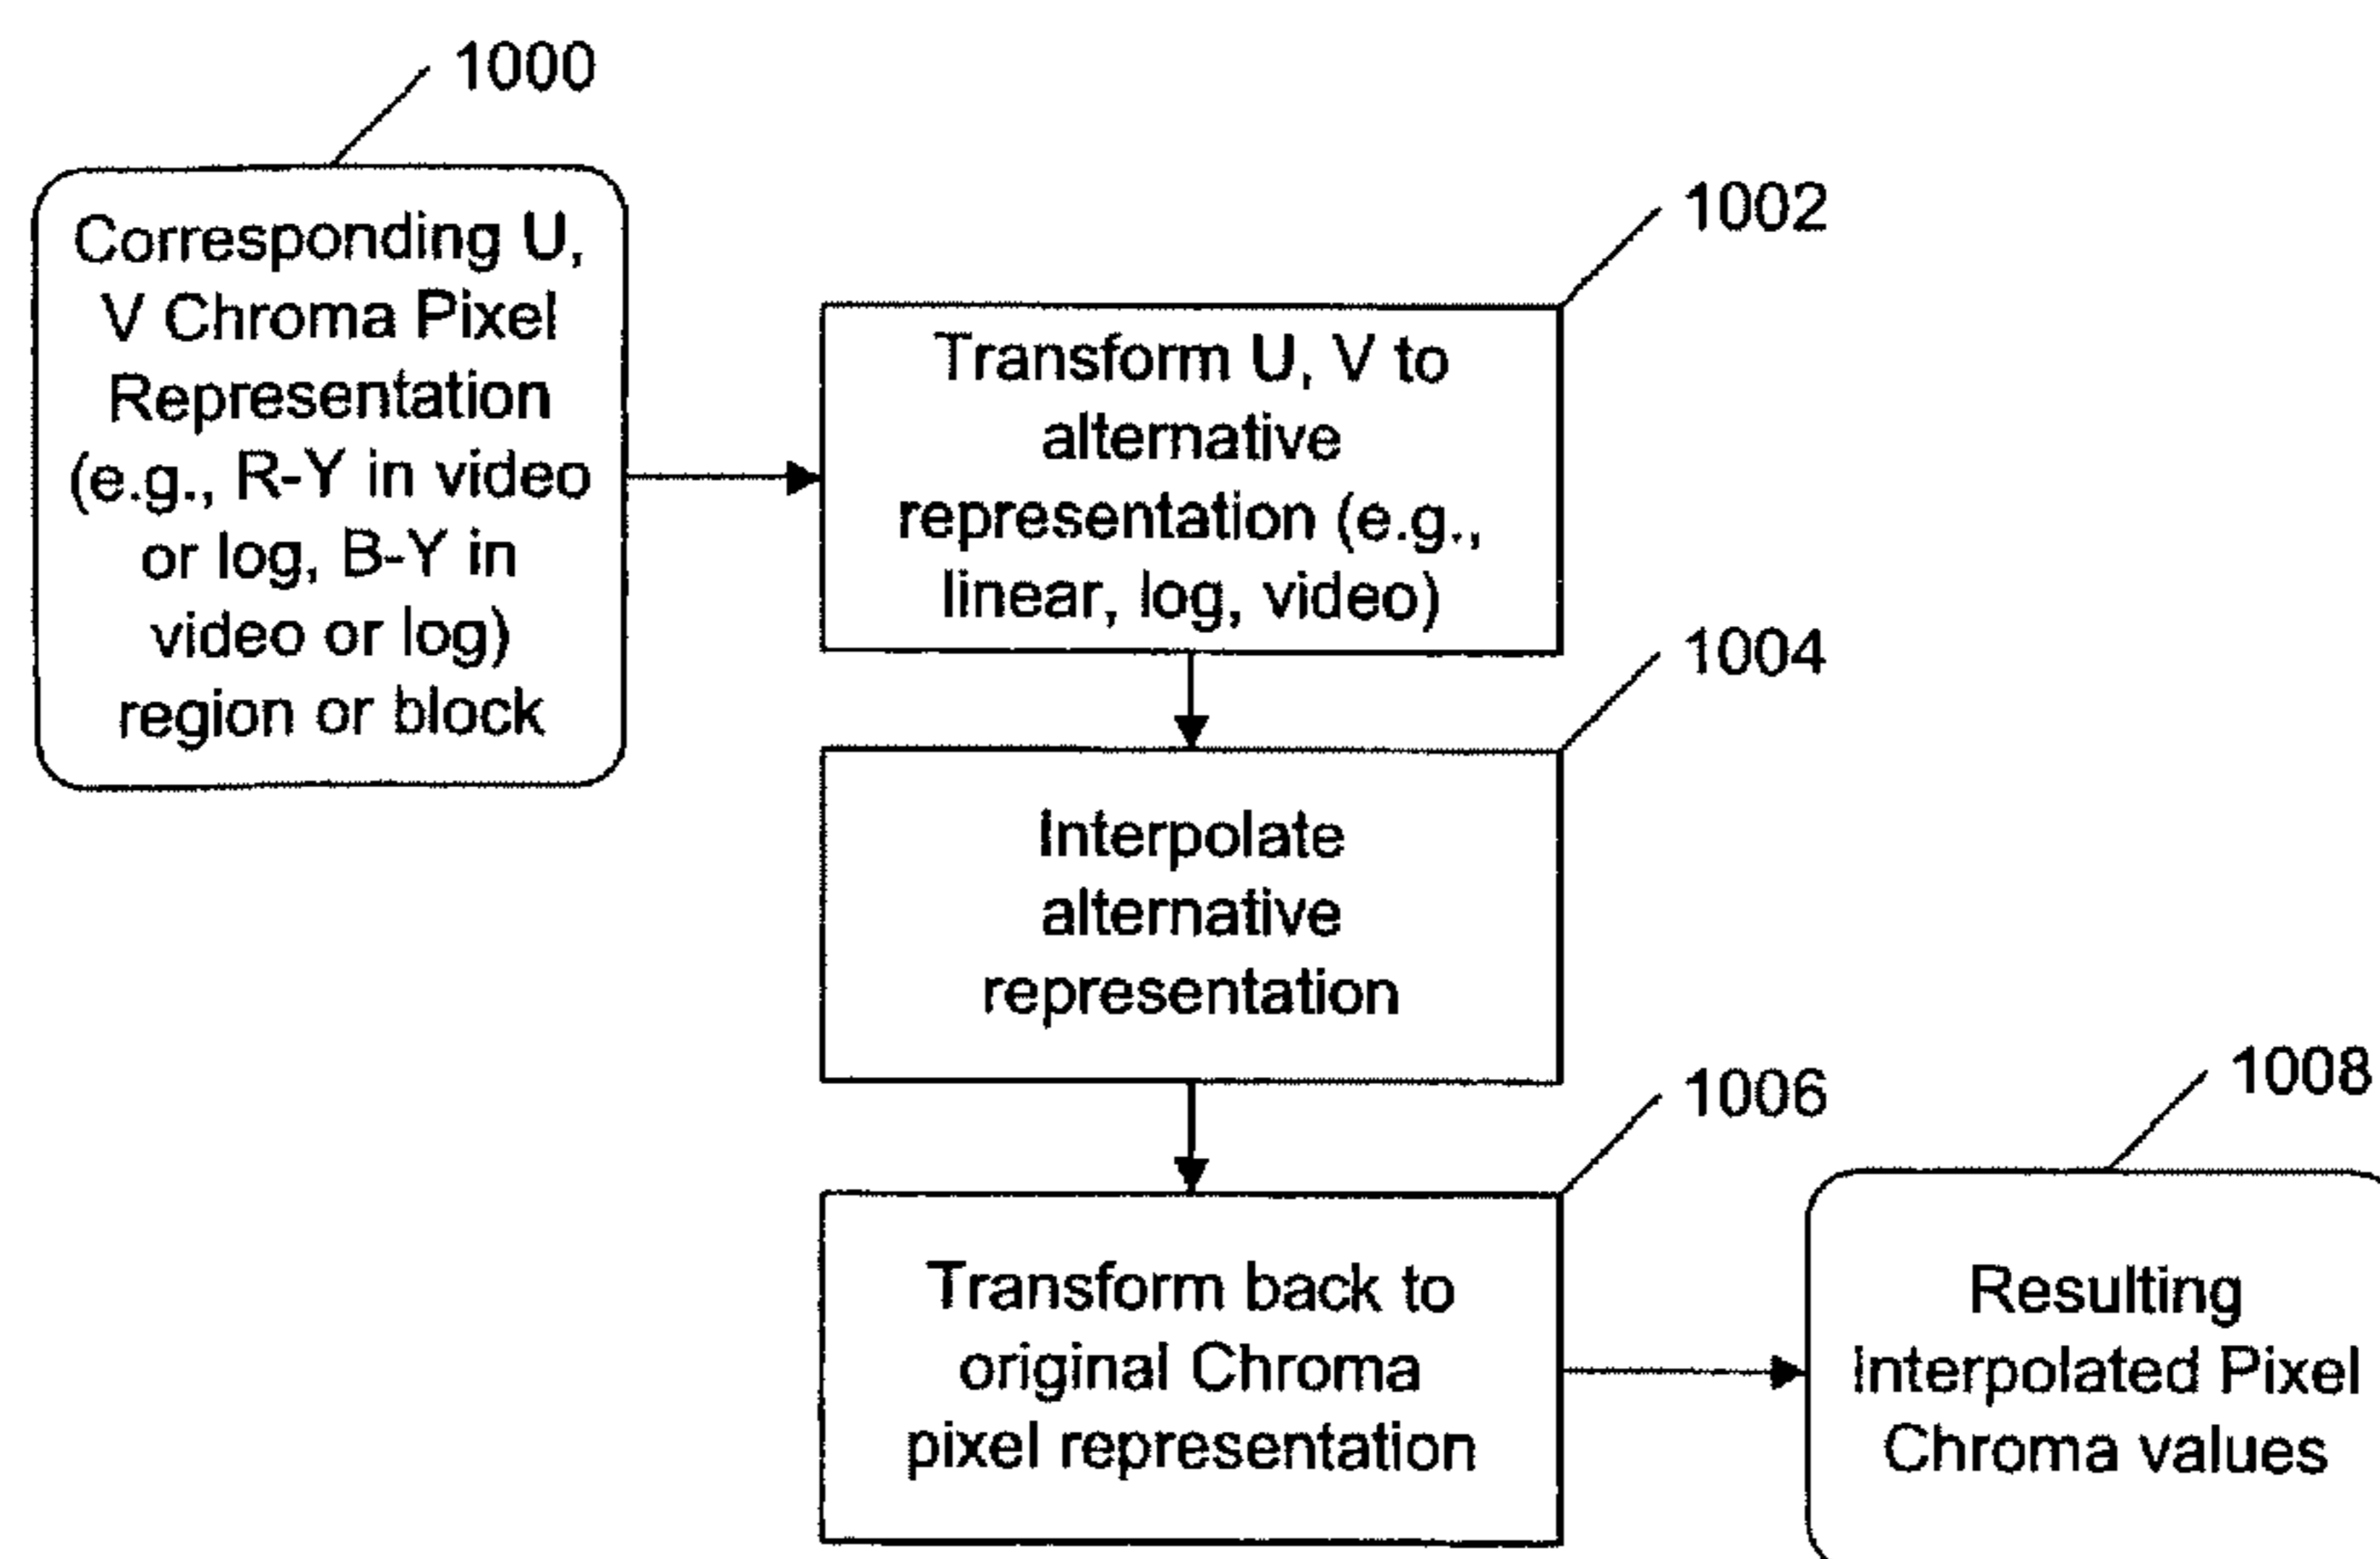 1000
Corresponding U,
V Chroma Pixel
Representation
(e.g., R-Y in video
or log, B-Y in
video or log)
region or block
1002
Transform U, V to
alternative
representation (e.g.,
linear, log, video)
1004
Interpolate
alternative
representation
1006
Transform back to
original Chroma
pixel representation
1008
Resulting
Interpolated Pixel
Chroma values